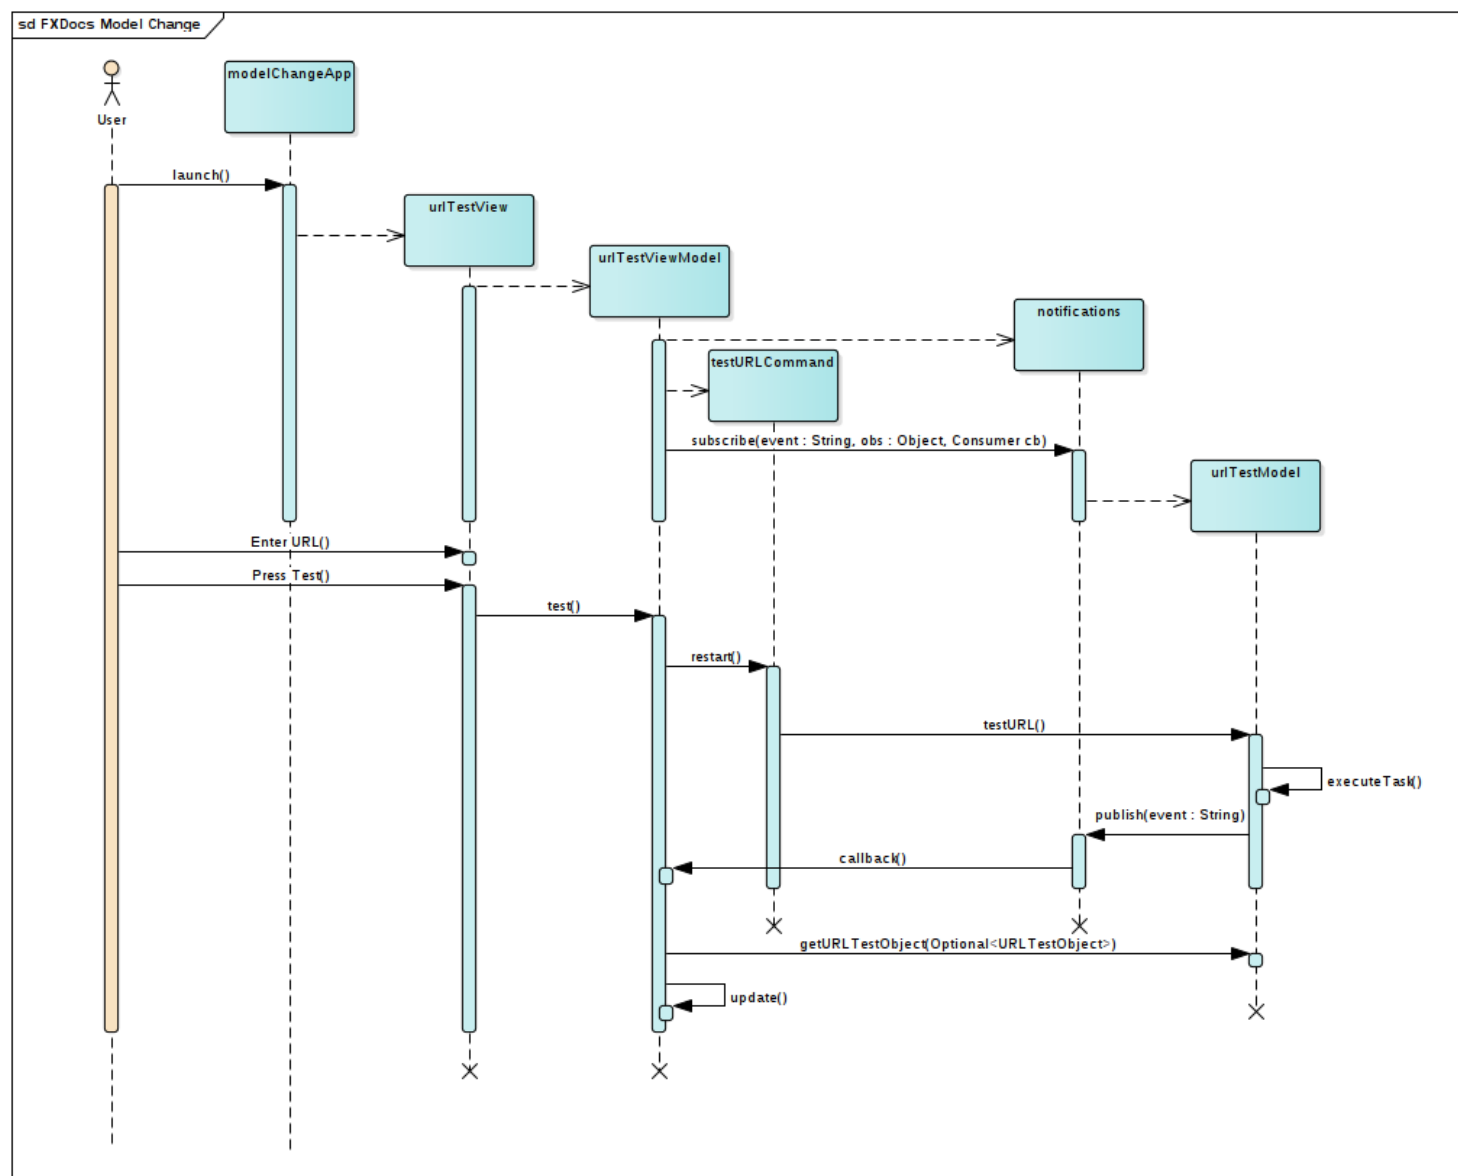 sd FXDocs Model Change
modelChangeApp
User
launch()
urlTestView
urlTestViewModel
notifications
testURLCommand
subscribe(event : String, obs : Object, Consumer cb)
urlTestModel
Enter URL()
Press Test()
test()
restart()
testURL()
executeTask()
publish(event : String)
callback()
getURLTestObject(Optional<URLTestObject>)
update()